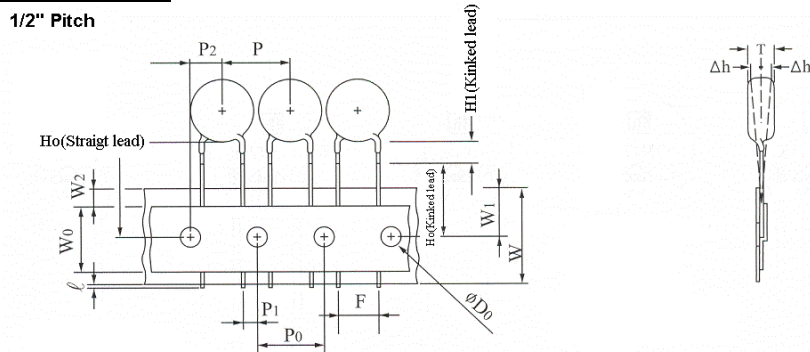 1/2" Pitch
P2
P
H1(Kinked lead)
T
Δh
Δh
Ho(Straigt lead)
W2
W0
Ho(Kinked lead)
W1
W
ℓ
P1
F
P0
øD0